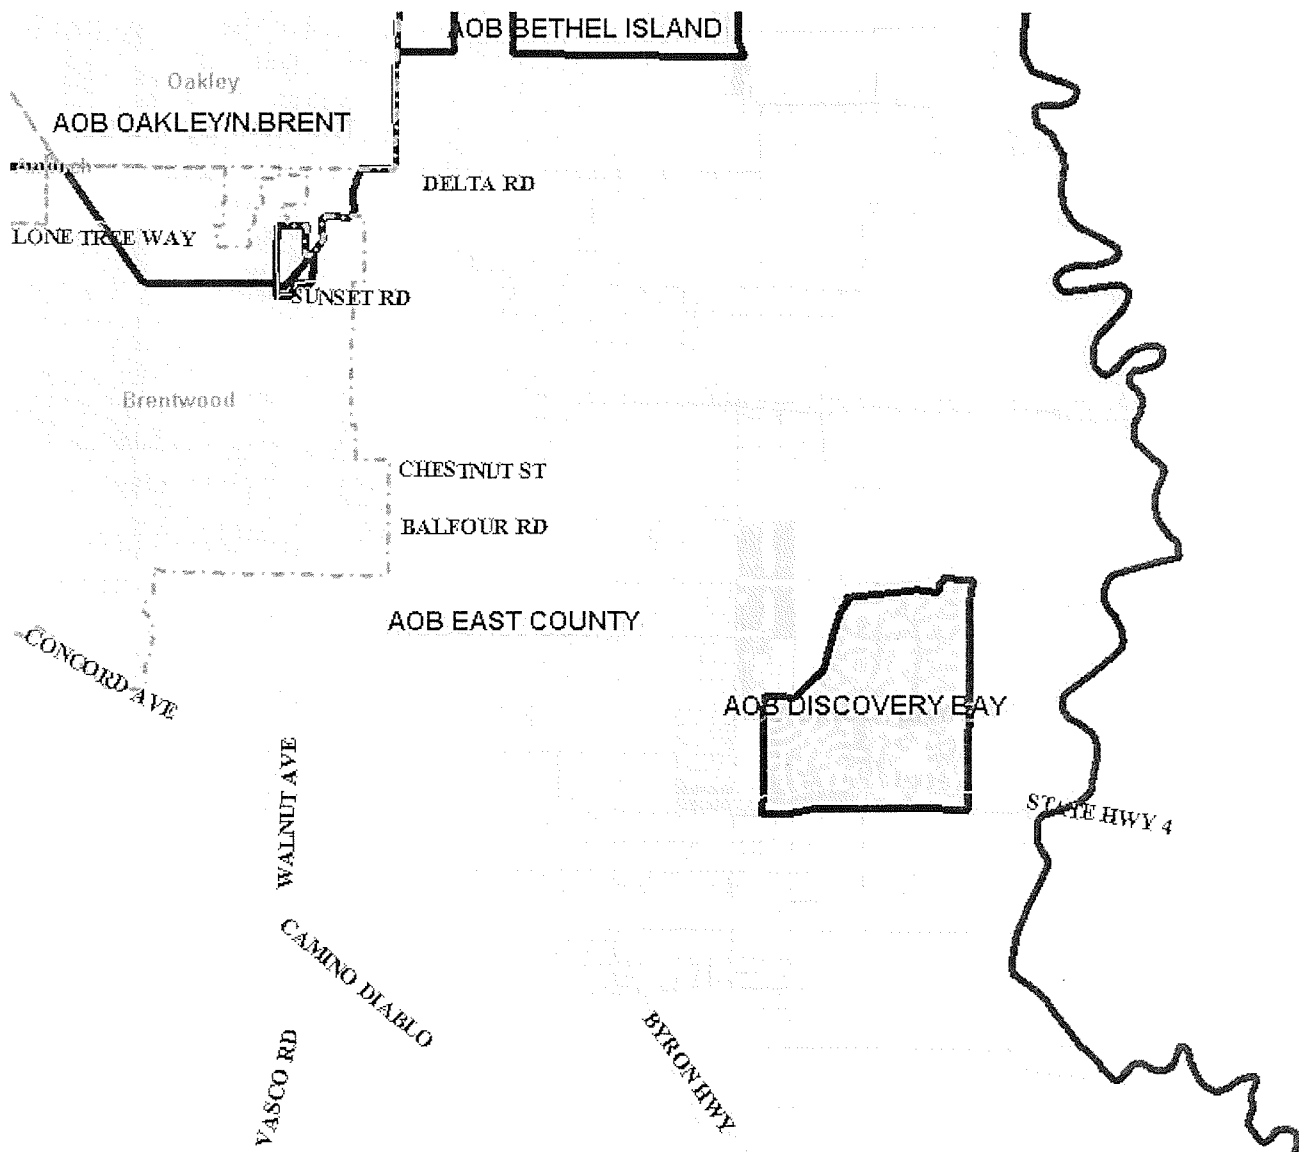 AOB BETHEL ISLAND
Oakley
AOB OAKLEY/N.BRENT
Antioch
DELTA RD
LONE TREE WAY
SUNSET RD
Brentwood
CHESTNUT ST
BALFOUR RD
AOB EAST COUNTY
CONCORD AVE
AOB DISCOVERY BAY
WALNUT AVE
STATE HWY 4
CAMINO DIABLO
BYRON HWY
VASCO RD